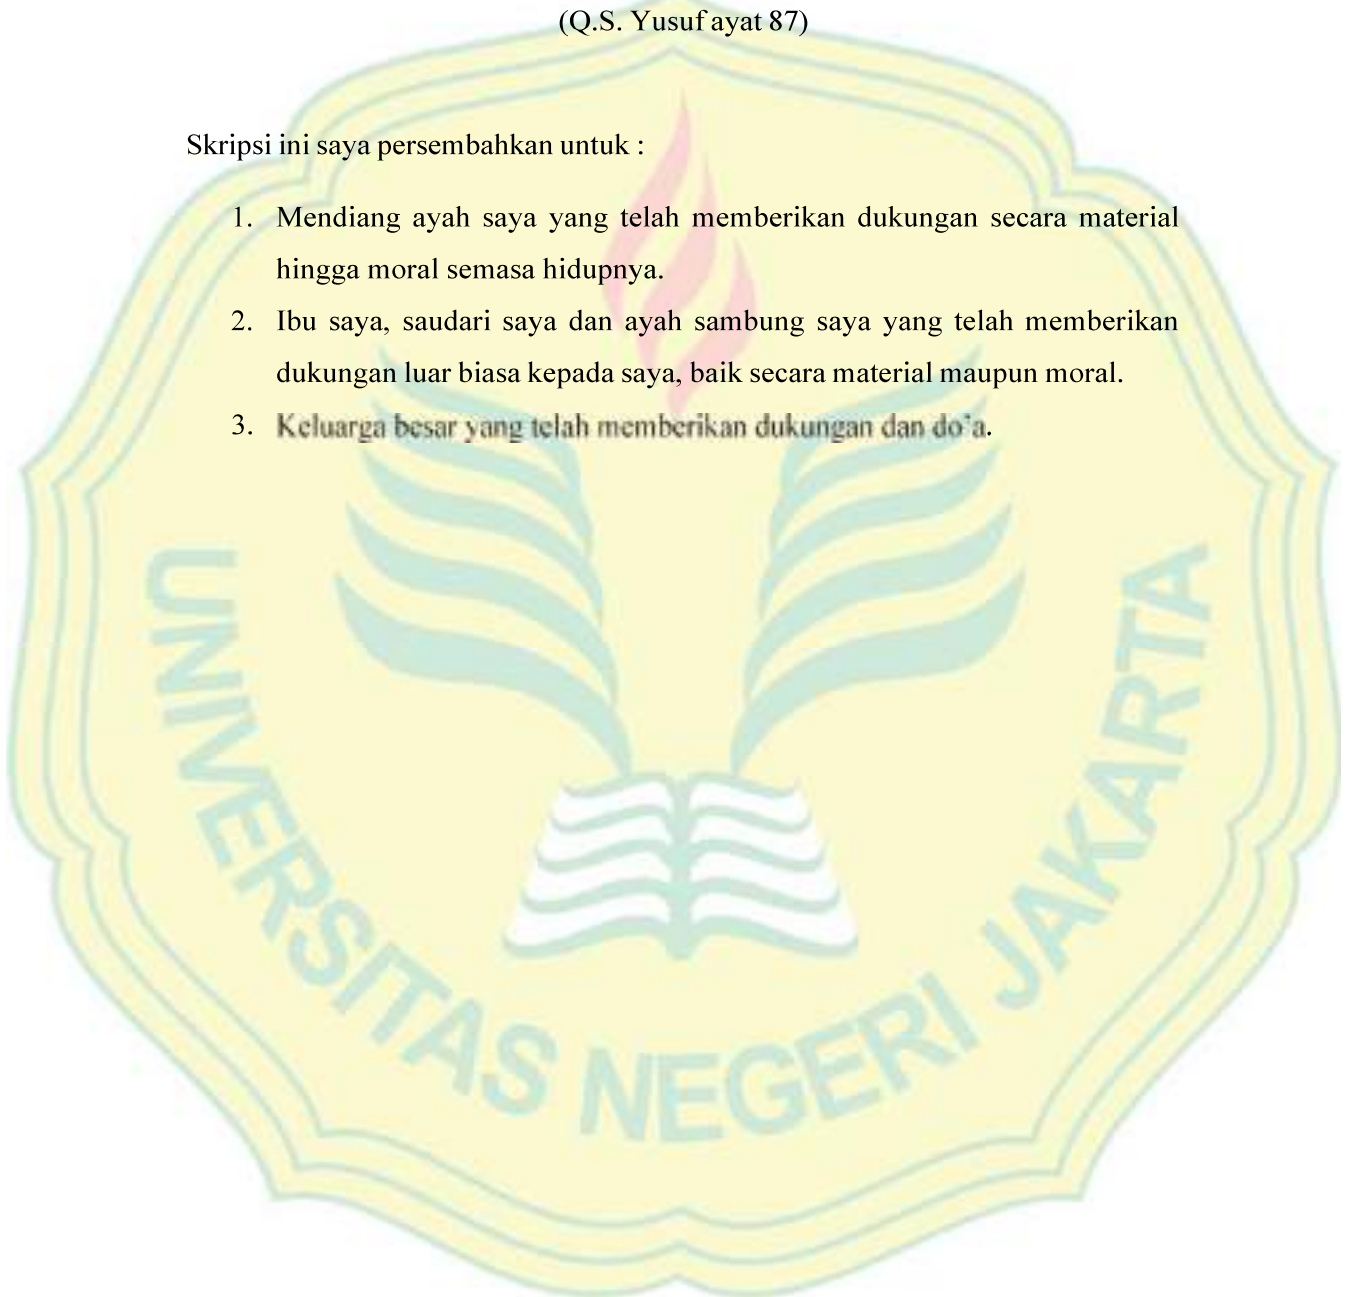 (Q.S. Yusuf ayat 87)
Skripsi ini saya persembahkan untuk :
1. Mendiang ayah saya yang telah memberikan dukungan secara material
hingga moral semasa hidupnya.
2. Ibu saya, saudari saya dan ayah sambung saya yang telah memberikan
dukungan luar biasa kepada saya, baik secara material maupun moral.
3. Keluarga besar yang telah memberikan dukungan dan do’a.
UNIVERSITAS NEGERI JAKARTA